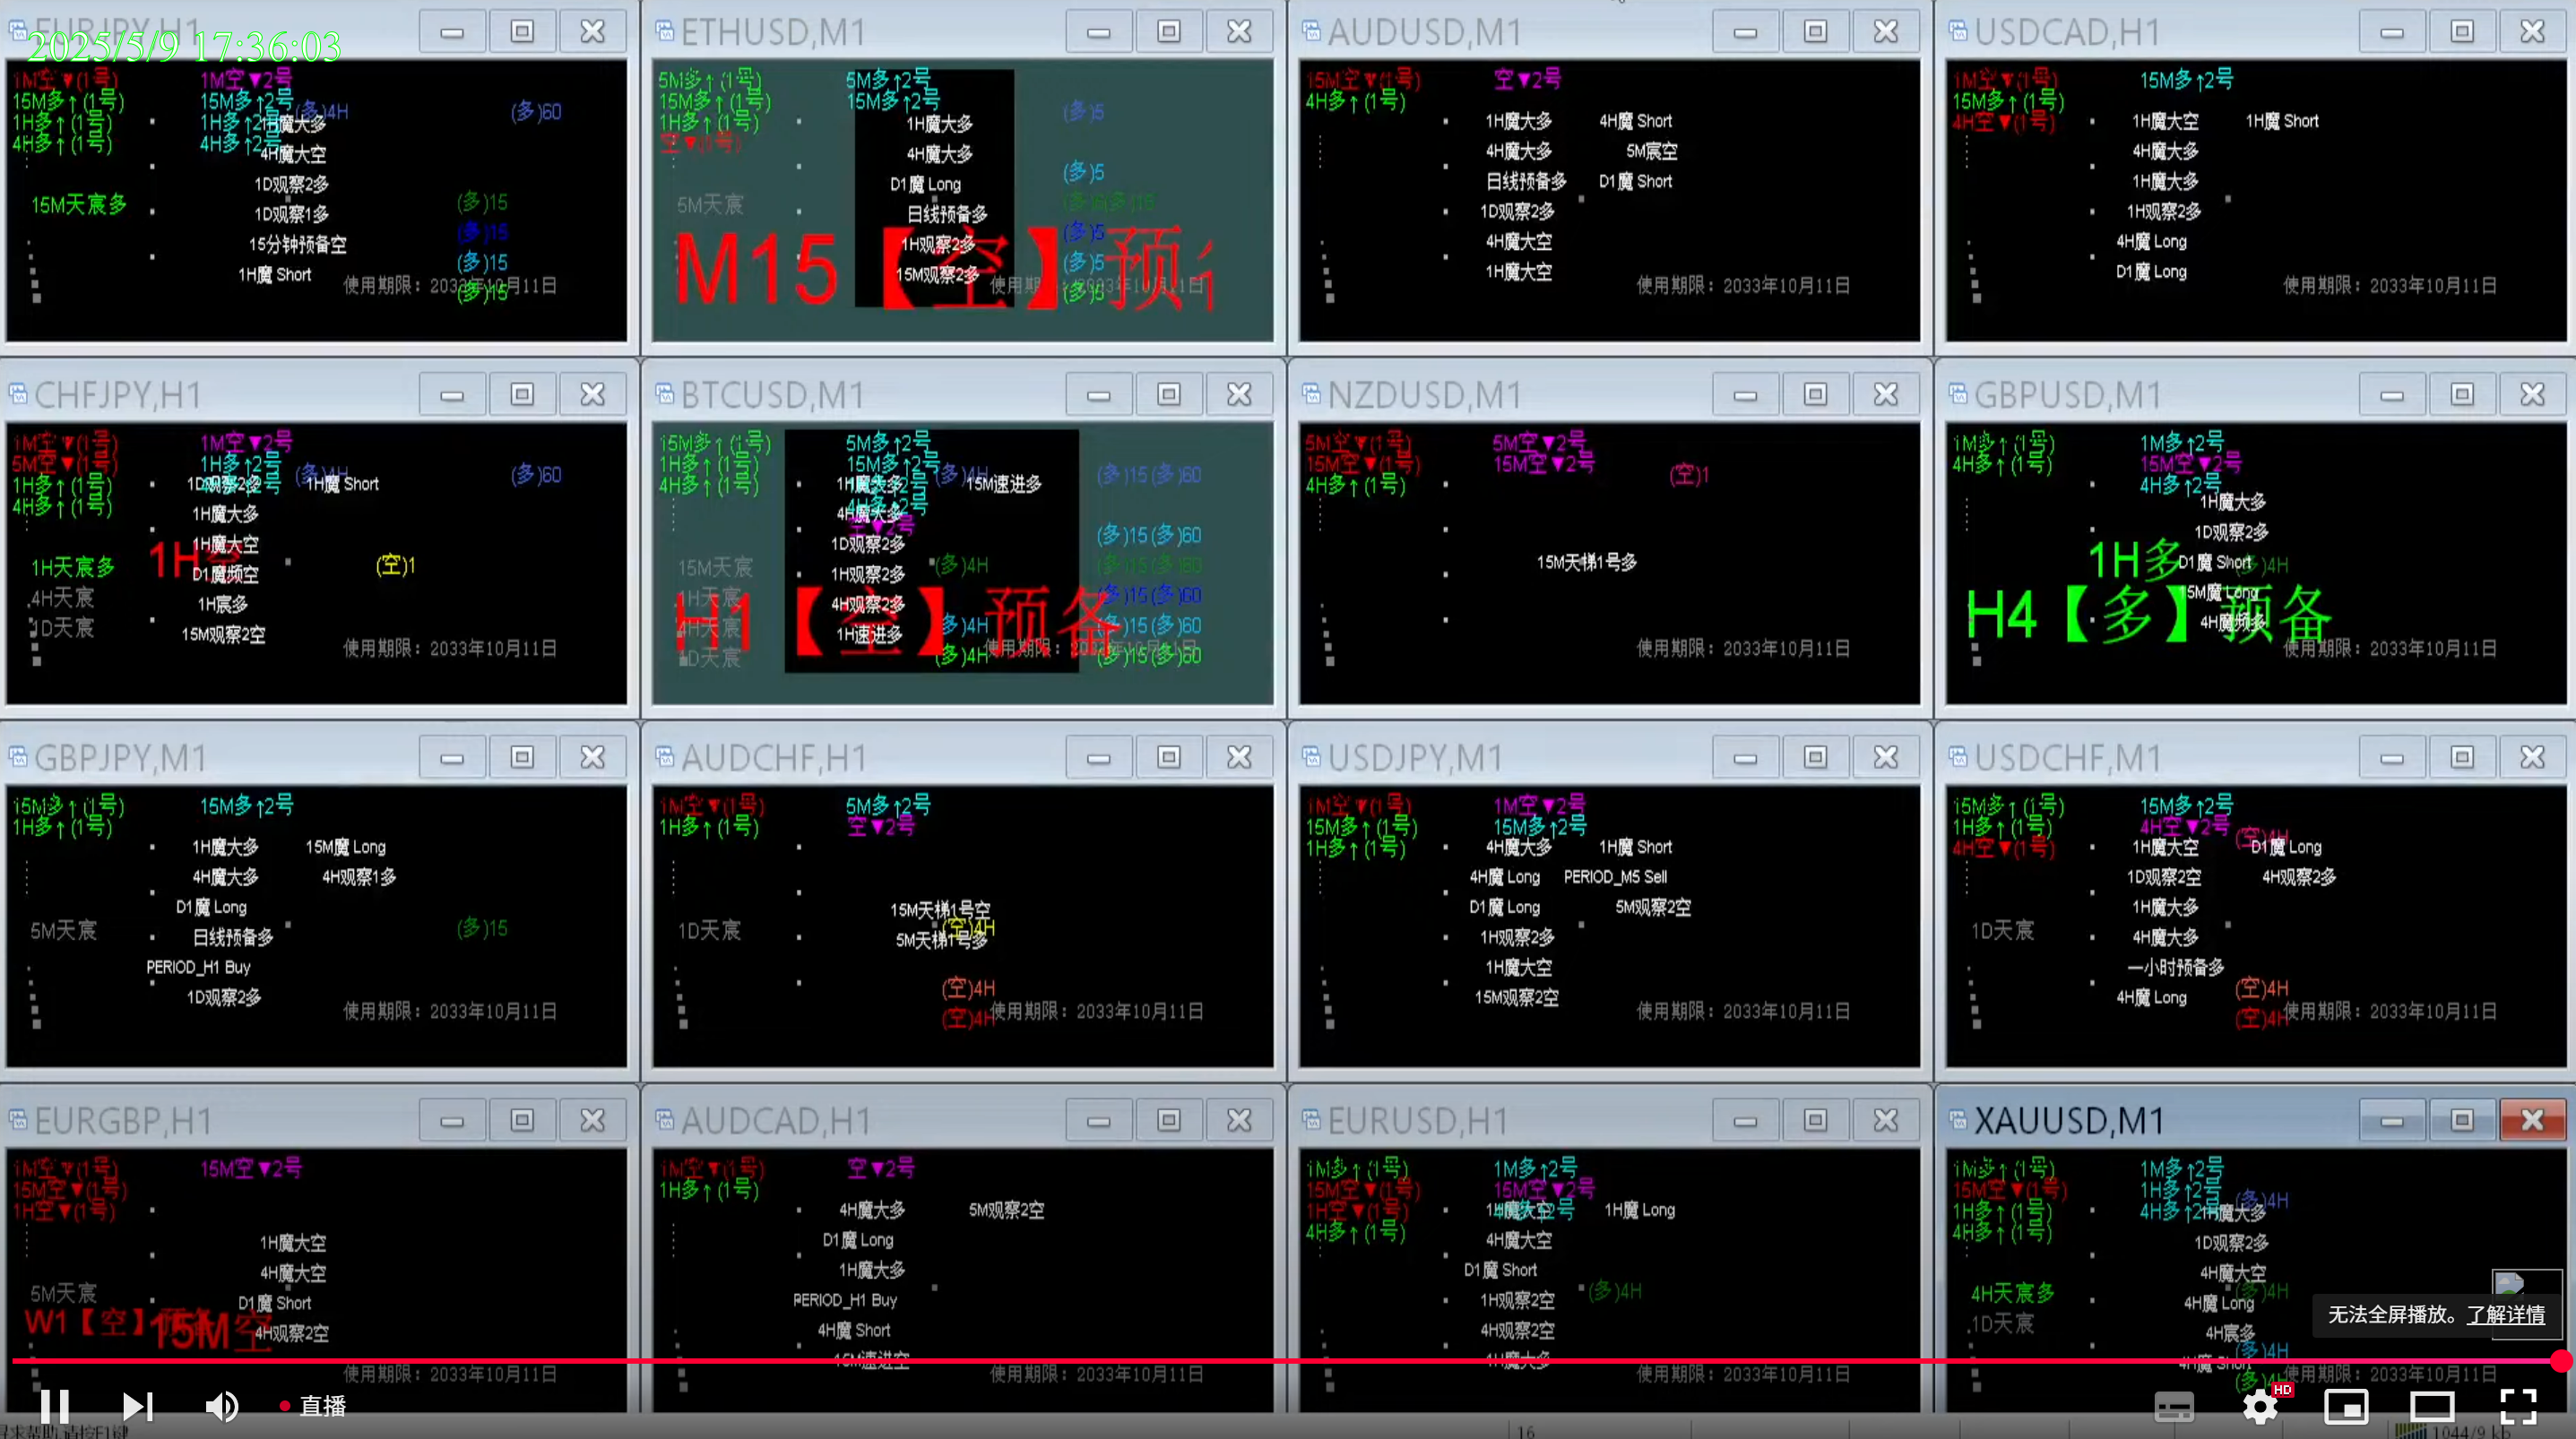 EURJPY,H1
2025/5/9 17:36:03
1M空▼(1号) 1M空▼2号
15M多↑(1号) 15M多↑2号 (多)4H (多)60
1H多↑(1号) 1H多↑2号 1H魔大多
4H多↑(1号) 4H多↑2号 4H魔大空
1D观察2多
15M天宸多 1D观察1多 (多)15
15分钟预备空 (多)15
1H魔 Short (多)15
使用期限：2033年10月11日
(多)15
ETHUSD,M1
5M多↑(1号) 5M多↑2号
15M多↑(1号) 15M多↑2号 (多)5
1H多↑(1号) 1H魔大多
空▼(1号) 4H魔大多
D1魔 Long (多)5
5M天宸 日线预备多
1H观察2多 (多)5
M15【空】预
15M观察2多 (多)5
(多)5
AUDUSD,M1
15M空▼(1号) 空▼2号
4H多↑(1号)
1H魔大多 4H魔 Short
4H魔大多 5M宸空
日线预备多 D1魔 Short
1D观察2多
4H魔大空
1H魔大空
使用期限：2033年10月11日
USDCAD,H1
1M空▼(1号) 15M多↑2号
15M多↑(1号)
4H空▼(1号)
1H魔大空 1H魔 Short
4H魔大多
1H魔大多
1H观察2多
4H魔 Long
D1魔 Long
使用期限：2033年10月11日
CHFJPY,H1
1M空▼(1号) 1M空▼2号
5M空▼(1号) 1H多↑2号 (多)4H (多)60
1H多↑(1号) 1D观察2多 1H魔 Short
4H多↑(1号) 1H魔大多
1H魔大空
1H天宸多 1H空 D1魔频空 (空)1
4H天宸 1H宸多
1D天宸 15M观察2空
使用期限：2033年10月11日
BTCUSD,M1
15M多↑(1号) 5M多↑2号
1H多↑(1号) 15M多↑2号 (多)4H (多)15(多)60
4H多↑(1号) 1H魔大多 15M速进多
4H魔大多
空▼2号
1D观察2多 (多)15(多)60
15M天宸 1H观察2多 (多)4H (多)15(多)60
1H天宸 4H观察2多 (多)15(多)60
H1【空】预备
4H天宸 1H速进多 (多)4H (多)15(多)60
1D天宸 (多)4H (多)15(多)60
NZDUSD,M1
5M空▼(1号) 5M空▼2号
15M空▼(1号) 15M空▼2号 (空)1
4H多↑(1号)
15M天梯1号多
使用期限：2033年10月11日
GBPUSD,M1
1M多↑(1号) 1M多↑2号
4H多↑(1号) 15M空▼2号
4H多↑2号
1H魔大多
1D观察2多
1H多 D1魔 Short (多)4H
15M魔 Long
H4【多】预备
4H魔频多
使用期限：2033年10月11日
GBPJPY,M1
15M多↑(1号) 15M多↑2号
1H多↑(1号)
1H魔大多 15M魔 Long
4H魔大多 4H观察1多
D1魔 Long
5M天宸 日线预备多 (多)15
PERIOD_H1 Buy
1D观察2多
使用期限：2033年10月11日
AUDCHF,H1
1M空▼(1号) 5M多↑2号
1H多↑(1号) 空▼2号
15M天梯1号空
1D天宸 (空)4H
5M天梯1号多
(空)4H
使用期限：2033年10月11日
(空)4H
USDJPY,M1
1M空▼(1号) 1M空▼2号
15M多↑(1号) 15M多↑2号
1H多↑(1号) 4H魔大多 1H魔 Short
4H魔 Long PERIOD_M5 Sell
D1魔 Long 5M观察2空
1H观察2多
1H魔大空
15M观察2空
使用期限：2033年10月11日
USDCHF,M1
15M多↑(1号) 15M多↑2号
1H多↑(1号) 4H空▼2号 (空)4H
4H空▼(1号) 1H魔大空 D1魔 Long
1D观察2空 4H观察2多
1H魔大多
1D天宸 4H魔大多
一小时预备多
4H魔 Long (空)4H
使用期限：2033年10月11日
(空)4H
EURGBP,H1
1M空▼(1号) 15M空▼2号
15M空▼(1号)
1H空▼(1号)
1H魔大空
4H魔大空
5M天宸 D1魔 Short
W1【空】 15M空 4H观察2空
使用期限：2033年10月11日
AUDCAD,H1
1M空▼(1号) 空▼2号
1H多↑(1号)
4H魔大多 5M观察2空
D1魔 Long
1H魔大多
PERIOD_H1 Buy
4H魔 Short
15M速进空
使用期限：2033年10月11日
EURUSD,H1
1M多↑(1号) 1M多↑2号
15M空▼(1号) 15M空▼2号
1H空▼(1号) 1H魔大空 1H魔 Long
4H多↑(1号) 4H魔大空
D1魔 Short
1H观察2空 (多)4H
4H观察2空
4H魔大多
使用期限：2033年10月11日
XAUUSD,M1
1M多↑(1号) 1M多↑2号
15M空▼(1号) 1H多↑2号 (多)4H
1H多↑(1号) 4H多↑2号 1H魔大多
4H多↑(1号) 1D观察2多
4H魔大空
4H天宸多 4H魔 Long (多)4H
1D天宸 4H宸多
(多)4H
4H魔 Short
使用期限：2033年10月11日
无法全屏播放。了解详情
直播
HD
16
1044/9 kb